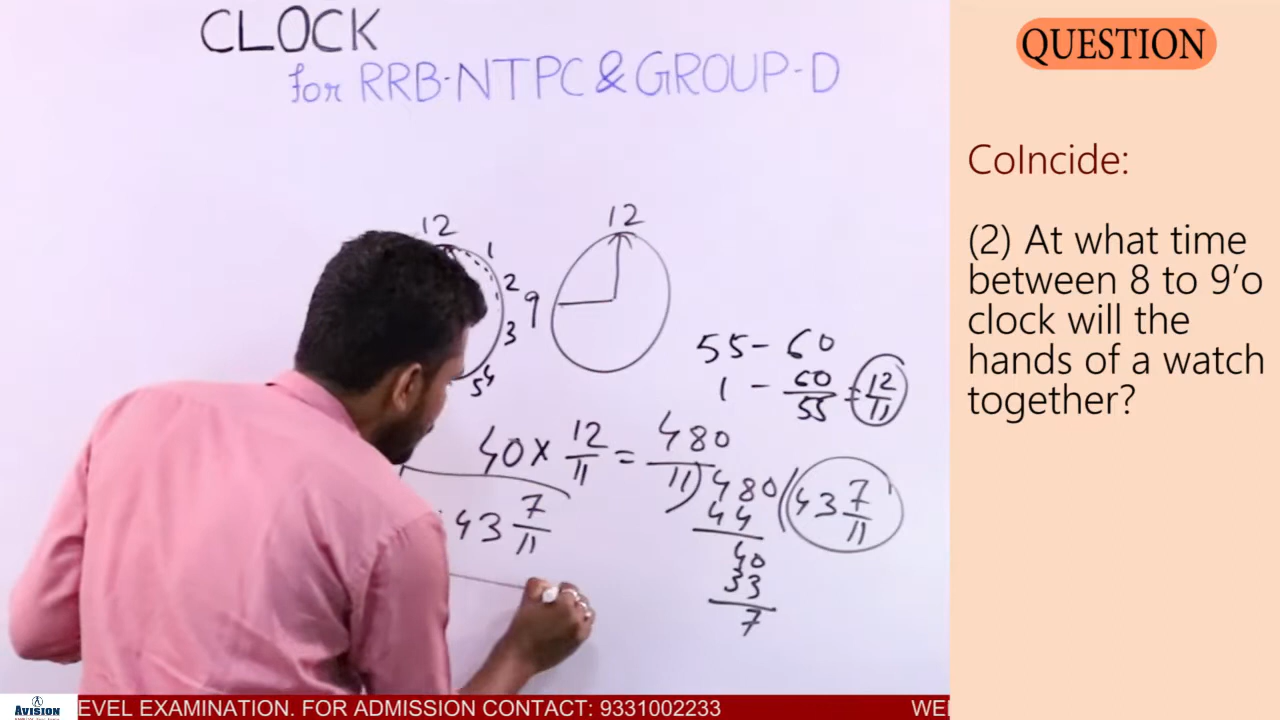 CLOCK
for RRB-NTPC & GROUP-D
QUESTION
CoIncide:
(2) At what time
between 8 to 9'o
clock will the
hands of a watch
together?
12
1
2
3
4
5
12
9
55 - 60
1 - 60/55 = 12/11
40 x 12/11 = 480/11
11) 480 ( 43 7/11
44
40
33
7
43 7/11
AVISION
EVEL EXAMINATION. FOR ADMISSION CONTACT: 9331002233